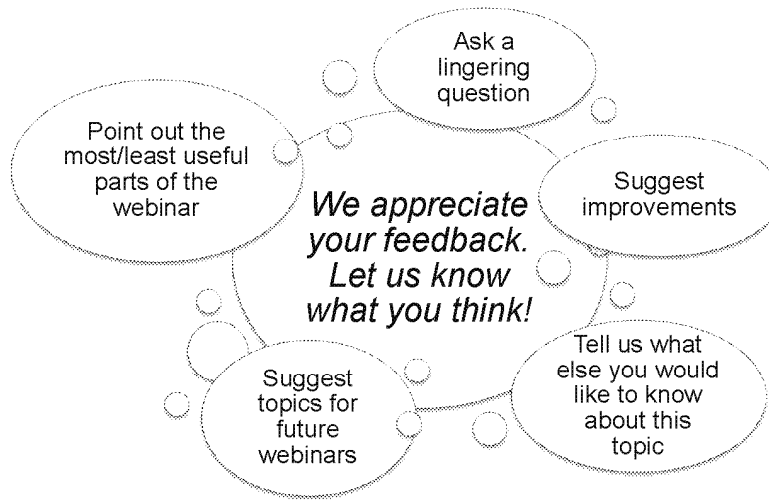 Ask a
lingering
question
Point out the
most/least useful
parts of the
webinar
Suggest
improvements
We appreciate
your feedback.
Let us know
what you think!
Tell us what
else you would
like to know
about this
topic
Suggest
topics for
future
webinars